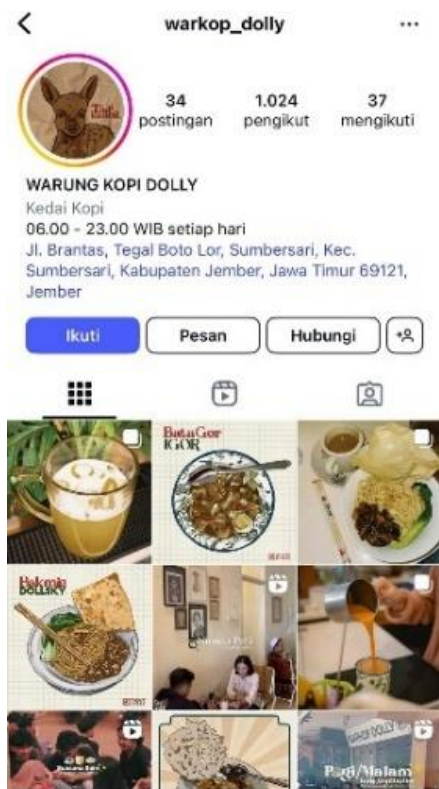 warkop_dolly
34
postingan
1.024
pengikut
37
mengikuti
WARUNG KOPI DOLLY
Kedai Kopi
06.00 - 23.00 WIB setiap hari
Jl. Brantas, Tegal Boto Lor, Sumbersari, Kec.
Sumbersari, Kabupaten Jember, Jawa Timur 69121,
Jember
Ikuti
Pesan
Hubungi
BataGor
IGOR
Bakmie
DOLLSKY
Pagi/Malam